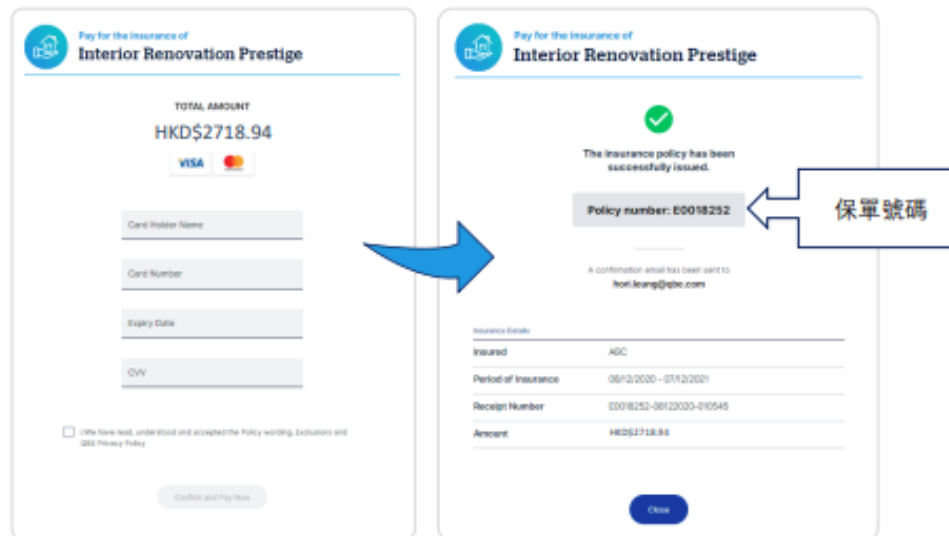 Pay for the insurance of
Interior Renovation Prestige
TOTAL AMOUNT
HKD$2718.94
VISA
Card Holder Name
Card Number
Expiry Date
CVV
I/We have read, understood and accepted the Policy wording, Exclusions and
QBE Privacy Policy
Confirm and Pay Now
Pay for the insurance of
Interior Renovation Prestige
The insurance policy has been
successfully issued.
Policy number: E0018252
保單號碼
A confirmation email has been sent to
hori.leung@qbe.com
Insurance Details
Insured ABC
Period of Insurance 08/12/2020 - 07/12/2021
Receipt Number E0018252-08122020-010545
Amount HKD$2718.94
Close